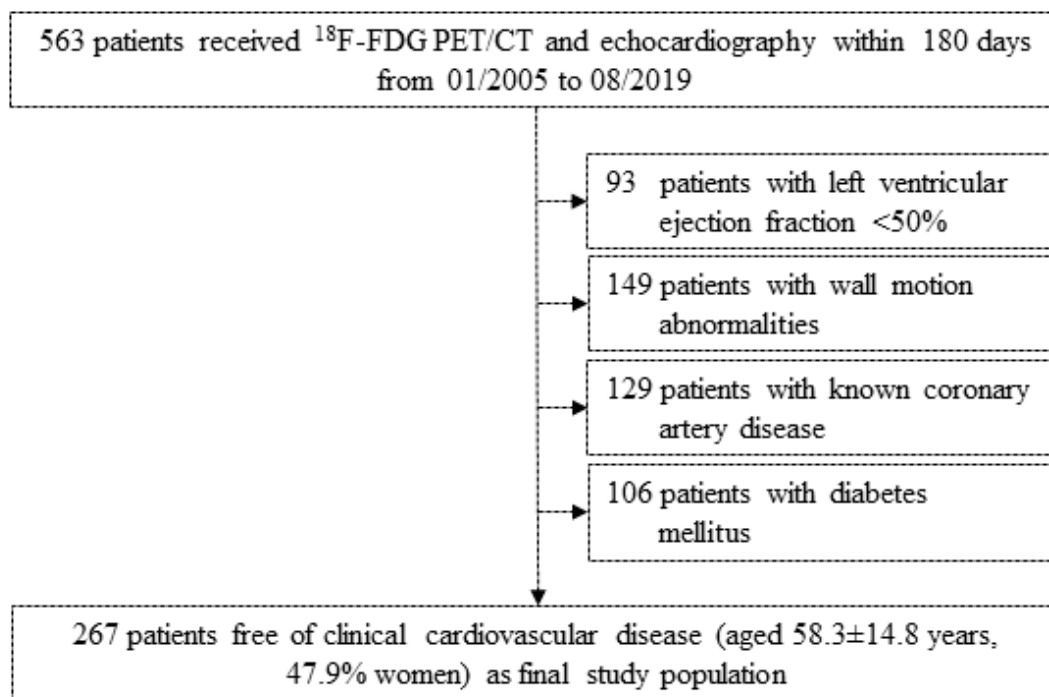 563 patients received ¹⁸F-FDG PET/CT and echocardiography within 180 days
from 01/2005 to 08/2019
93 patients with left ventricular
ejection fraction <50%
149 patients with wall motion
abnormalities
129 patients with known coronary
artery disease
106 patients with diabetes
mellitus
267 patients free of clinical cardiovascular disease (aged 58.3±14.8 years,
47.9% women) as final study population